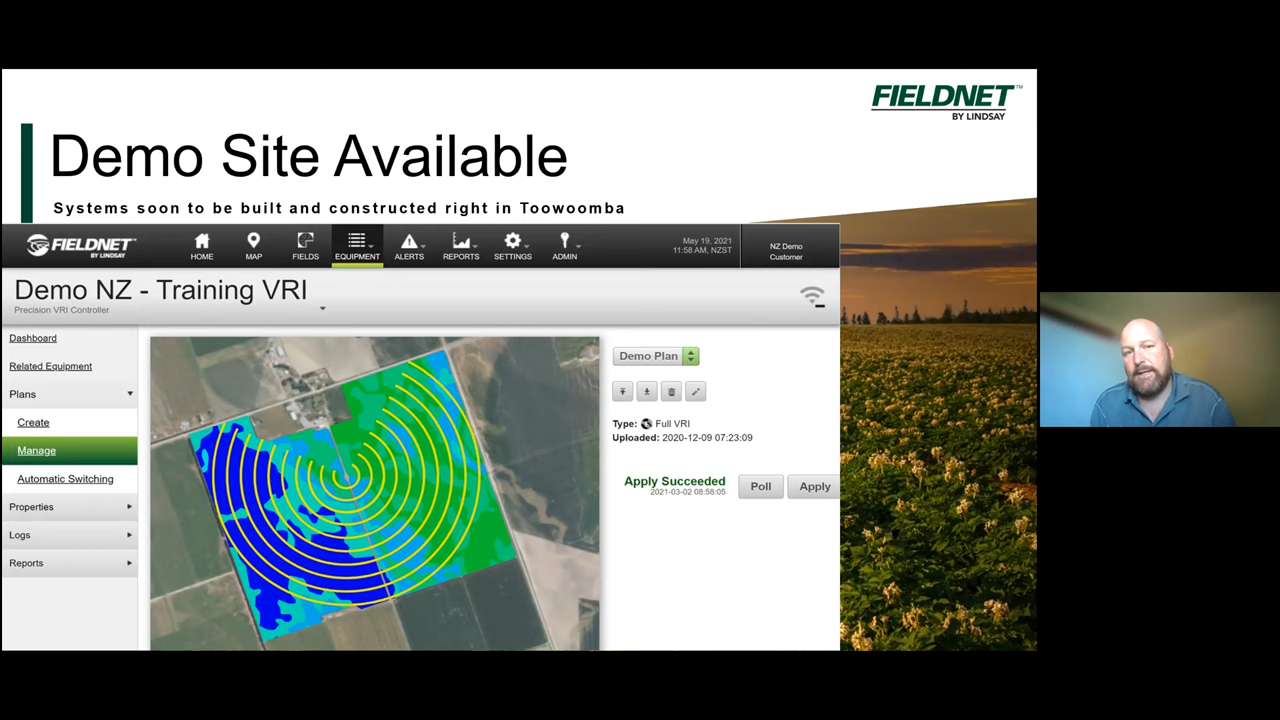 FIELDNET™
BY LINDSAY
Demo Site Available
Systems soon to be built and constructed right in Toowoomba
FIELDNET™
BY LINDSAY
HOME
MAP
FIELDS
EQUIPMENT
ALERTS
REPORTS
SETTINGS
ADMIN
May 19, 2021
11:58 AM, NZST
NZ Demo
Customer
Demo NZ - Training VRI
Precision VRI Controller
Dashboard
Related Equipment
Plans
Create
Manage
Automatic Switching
Properties
Logs
Reports
Demo Plan
Type: Full VRI
Uploaded: 2020-12-09 07:23:09
Apply Succeeded
2021-03-02 08:58:05
Poll
Apply